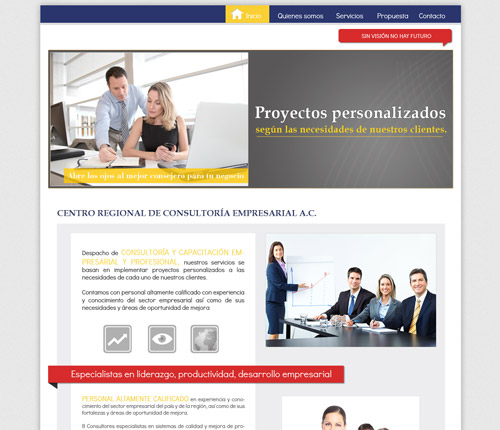 Inicio Quienes somos Servicios Propuesta Contacto
SIN VISIÓN NO HAY FUTURO
Proyectos personalizados
según las necesidades de nuestros clientes.
Abre los ojos al mejor consejero para tu negocio
CENTRO REGIONAL DE CONSULTORÍA EMPRESARIAL A.C.
Despacho de CONSULTORÍA Y CAPACITACIÓN EM-
PRESARIAL Y PROFESIONAL, nuestros servicios se
basan en implementar proyectos personalizados a las
necesidades de cada uno de nuestros clientes.
Contamos con personal altamente calificado con experiencia
y conocimiento del sector empresarial así como de sus
necesidades y áreas de oportunidad de mejora
Especialistas en liderazgo, productividad, desarrollo empresarial
PERSONAL ALTAMENTE CALIFICADO en experiencia y cono-
cimiento del sector empresarial del país y de la región, así como de sus
fortalezas y áreas de oportunidad de mejora.
8 Consultores especialistas en sistemas de calidad y mejora de pro-